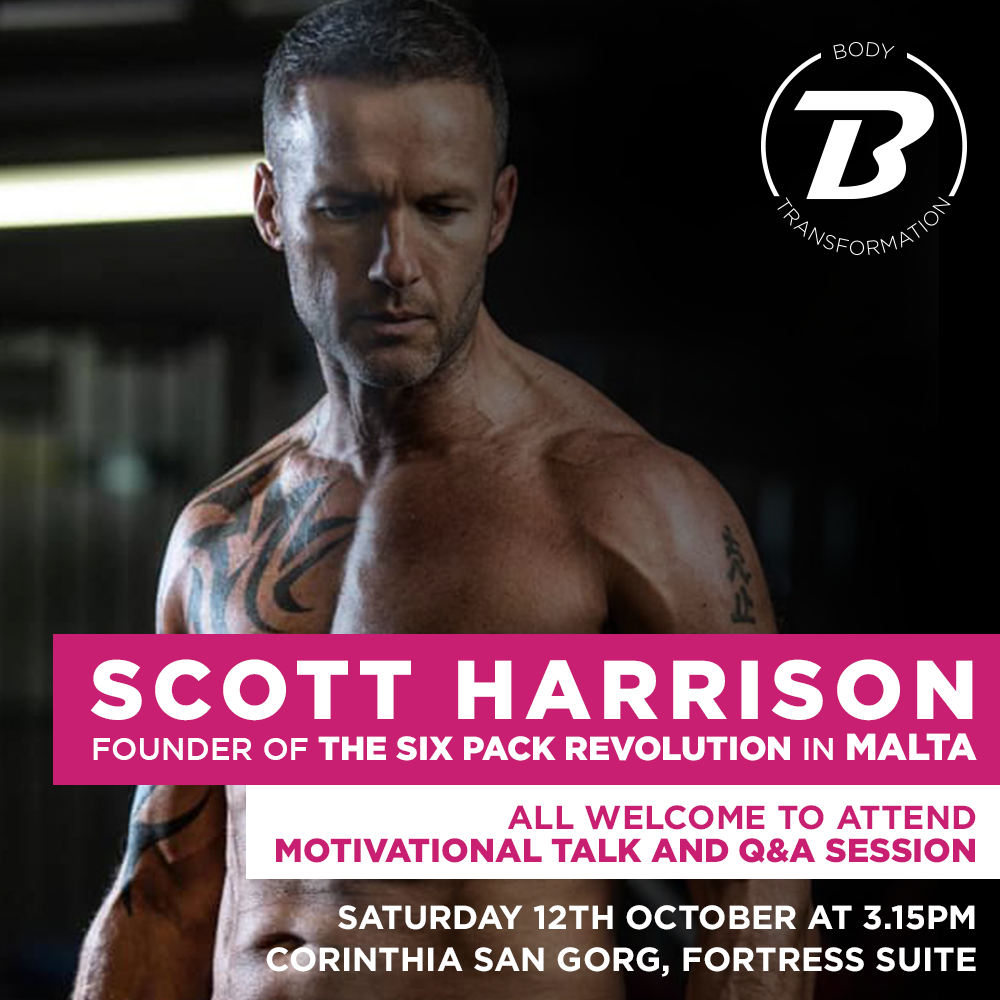 BODY
B
TRANSFORMATION
SCOTT HARRISON
FOUNDER OF THE SIX PACK REVOLUTION IN MALTA
ALL WELCOME TO ATTEND
MOTIVATIONAL TALK AND Q&A SESSION
SATURDAY 12TH OCTOBER AT 3.15PM
CORINTHIA SAN GORG, FORTRESS SUITE